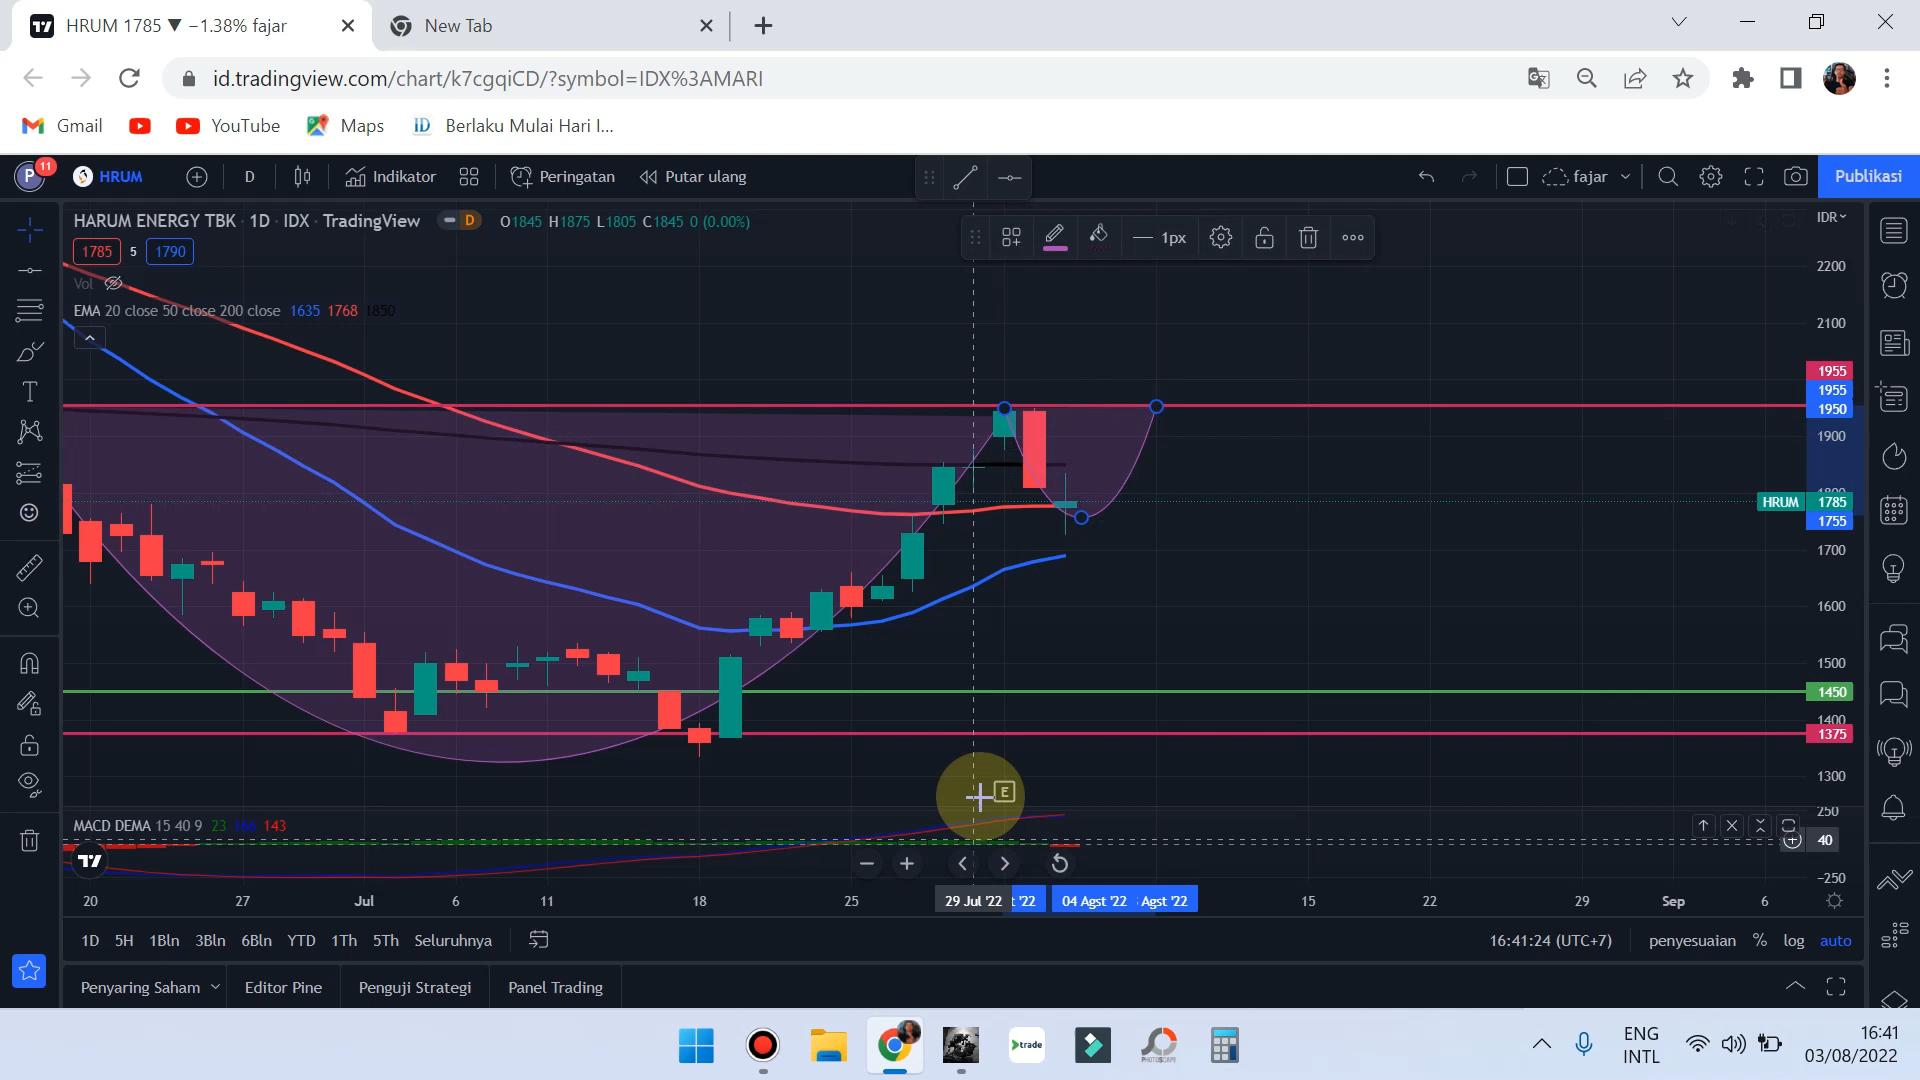 HRUM 1785 ▼ −1.38% fajar
New Tab
id.tradingview.com/chart/k7cgqiCD/?symbol=IDX%3AMARI
Gmail
YouTube
Maps
Berlaku Mulai Hari I...
P 11
HRUM
D
Indikator
Peringatan
Putar ulang
fajar
Publikasi
HARUM ENERGY TBK · 1D · IDX · TradingView
D
O1845 H1875 L1805 C1845 0 (0.00%)
1785 5 1790
Vol
EMA 20 close 50 close 200 close 1635 1768 1850
1px
IDR
2200
2100
1955
1955
1950
1900
1800
HRUM 1785
1755
1700
1600
1500
1450
1400
1375
1300
E
MACD DEMA 15 40 9 23 166 143
250
40
−250
20 27 Jul 6 11 18 25 29 Jul '22 t '22 04 Agst '22 Agst '22 15 22 29 Sep 6
1D 5H 1Bln 3Bln 6Bln YTD 1Th 5Th Seluruhnya
16:41:24 (UTC+7) penyesuaian % log auto
Penyaring Saham Editor Pine Penguji Strategi Panel Trading
trade
PHOTOSCAPE
ENG
INTL
16:41
03/08/2022